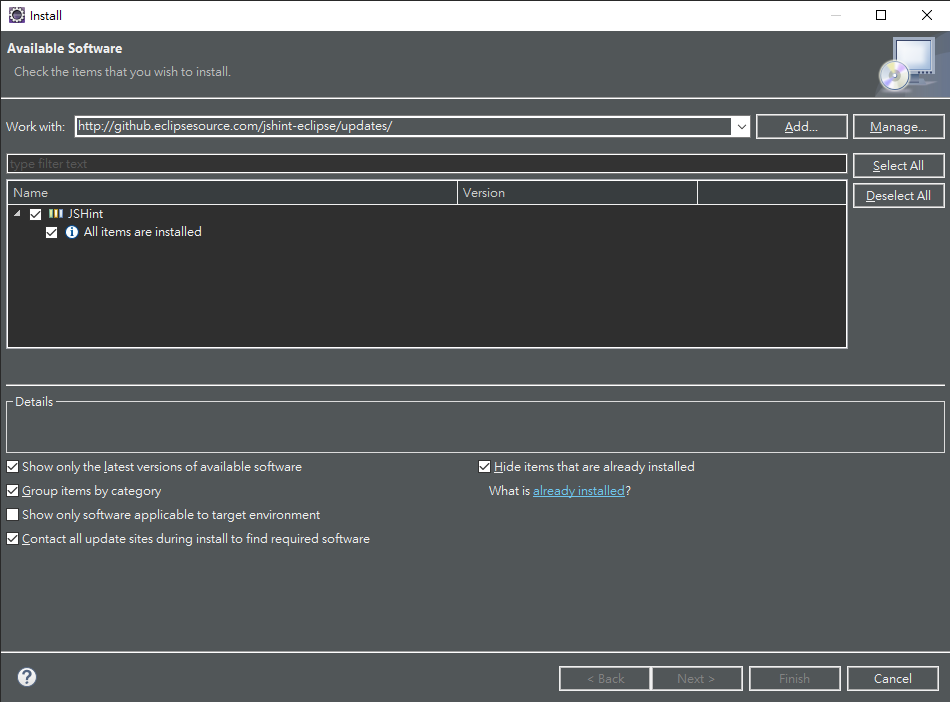 Install
Available Software
Check the items that you wish to install.
Work with: http://github.eclipsesource.com/jshint-eclipse/updates/ Add... Manage...
type filter text Select All
Name Version Deselect All
JSHint
All items are installed
Details
Show only the latest versions of available software Hide items that are already installed
Group items by category What is already installed?
Show only software applicable to target environment
Contact all update sites during install to find required software
? < Back Next > Finish Cancel